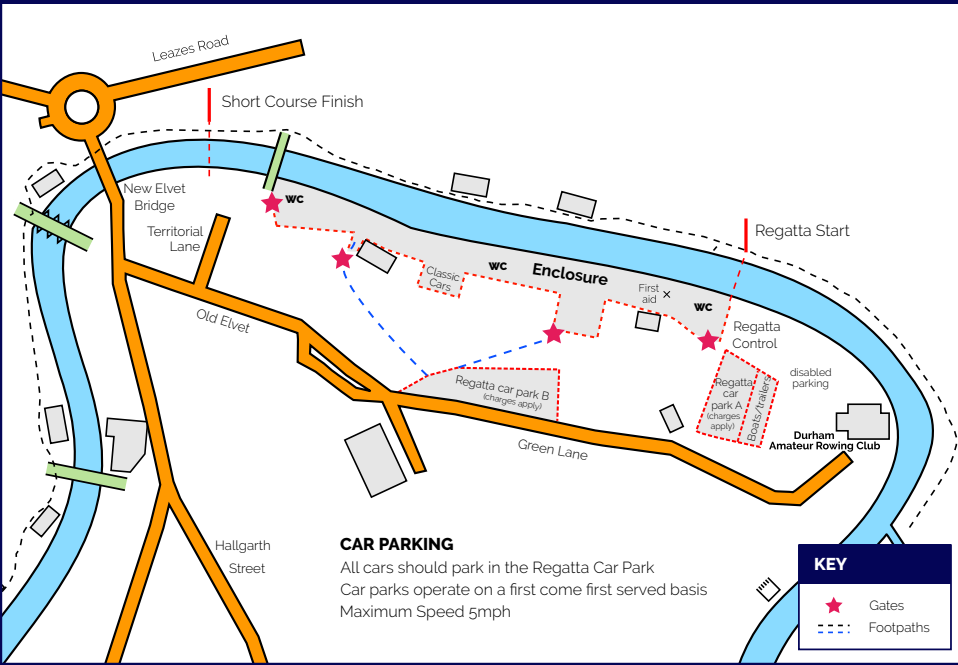 Leazes Road
Short Course Finish
New Elvet
Bridge
WC
Territorial
Lane
Regatta Start
Classic
Cars
WC
Enclosure
First
aid
WC
Old Elvet
Regatta
Control
Regatta car park B
(charges apply)
Regatta
car
park A
(charges
apply)
Boats/trailers
disabled
parking
Durham
Amateur Rowing Club
Green Lane
Hallgarth
Street
CAR PARKING
All cars should park in the Regatta Car Park
Car parks operate on a first come first served basis
Maximum Speed 5mph
KEY
Gates
Footpaths